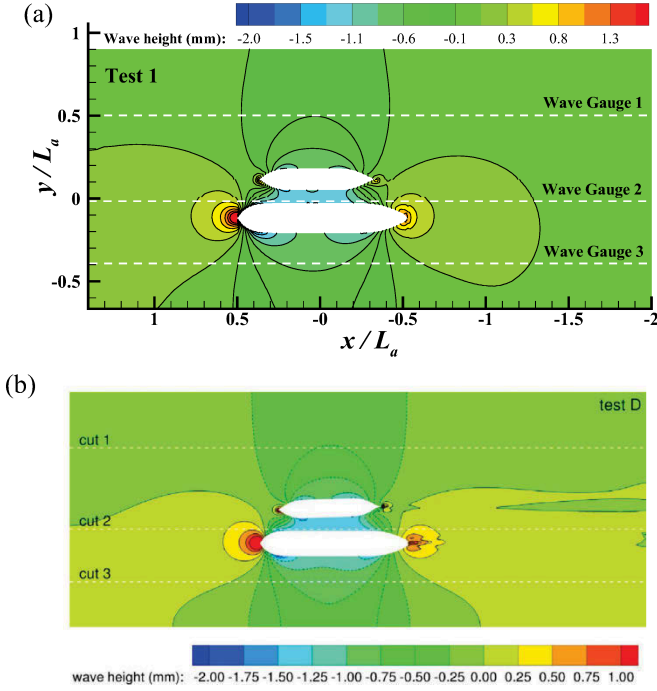 (a)
Wave height (mm): -2.0 -1.5 -1.1 -0.6 -0.1 0.3 0.8 1.3
Test 1
Wave Gauge 1
Wave Gauge 2
Wave Gauge 3
y / La
1
0.5
0
-0.5
1 0.5 -0 -0.5 -1 -1.5 -2
x / La
(b)
test D
cut 1
cut 2
cut 3
wave height (mm): -2.00 -1.75 -1.50 -1.25 -1.00 -0.75 -0.50 -0.25 0.00 0.25 0.50 0.75 1.00